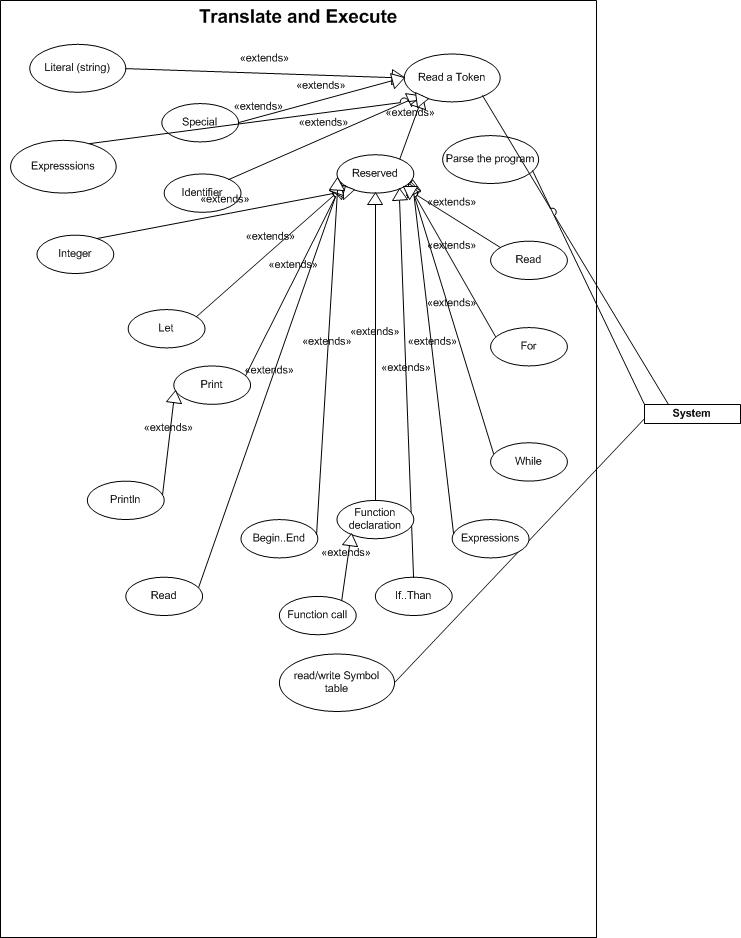 Translate and Execute
«extends»
Literal (string)
Read a Token
«extends»
«extends»
«extends»
Special
«extends»
Parse the program
Expresssions
Reserved
Identifier
«extends»
«extends»
«extends»
«extends»
Integer
Read
«extends»
«extends»
Let
«extends»
«extends»
«extends»
For
«extends»
«extends»
Print
System
«extends»
While
Println
Function
declaration
Begin..End
Expressions
«extends»
Read
If..Than
Function call
read/write Symbol
table